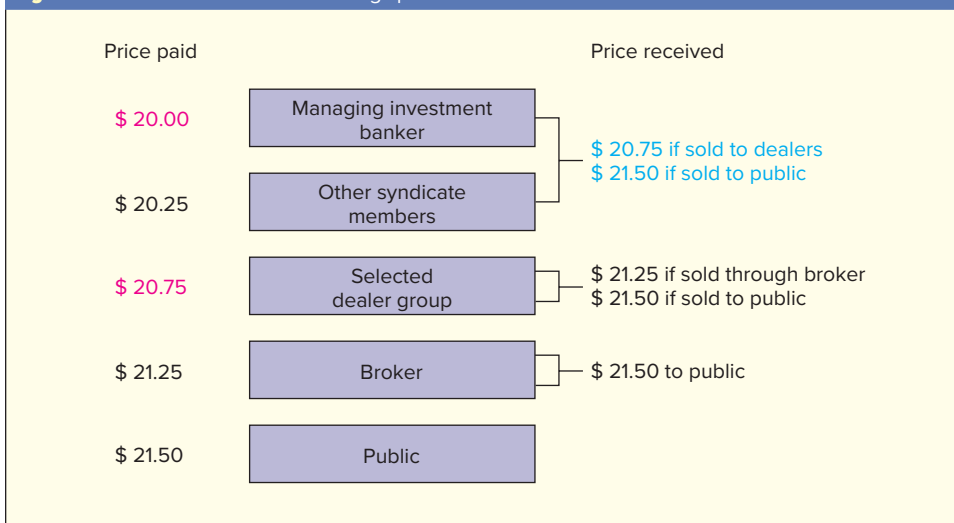 Price paid Price received
$ 20.00
Managing investment
banker
$ 20.75 if sold to dealers
$ 21.50 if sold to public
$ 20.25
Other syndicate
members
$ 20.75
Selected
dealer group
$ 21.25 if sold through broker
$ 21.50 if sold to public
$ 21.25
Broker
$ 21.50 to public
$ 21.50
Public